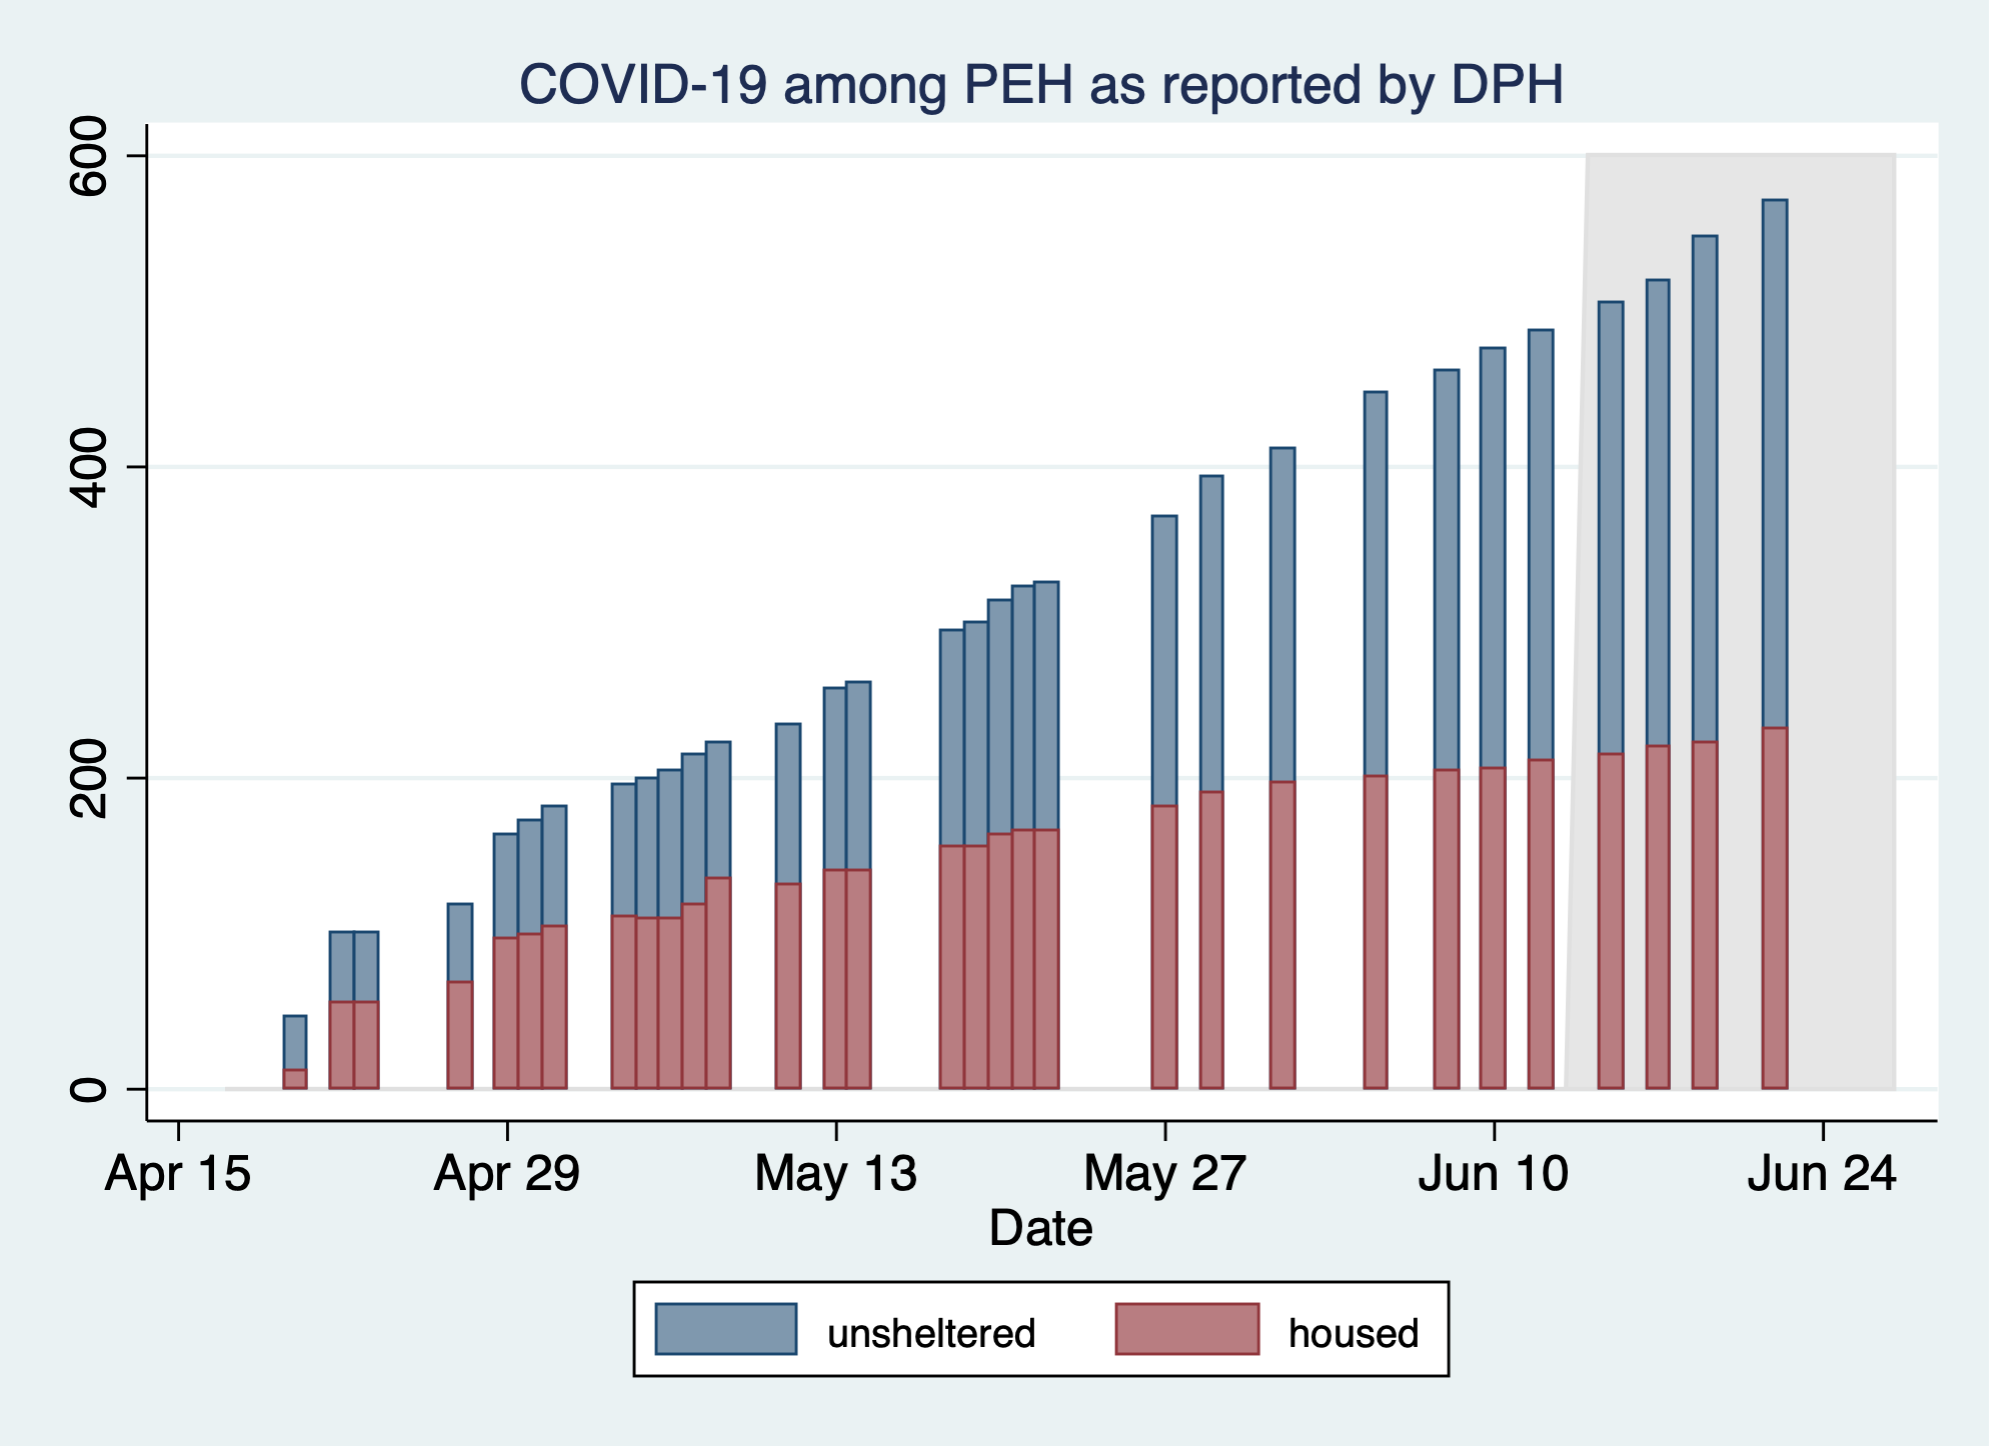 COVID-19 among PEH as reported by DPH
600
400
200
0
Apr 15 Apr 29 May 13 May 27 Jun 10 Jun 24
Date
unsheltered housed